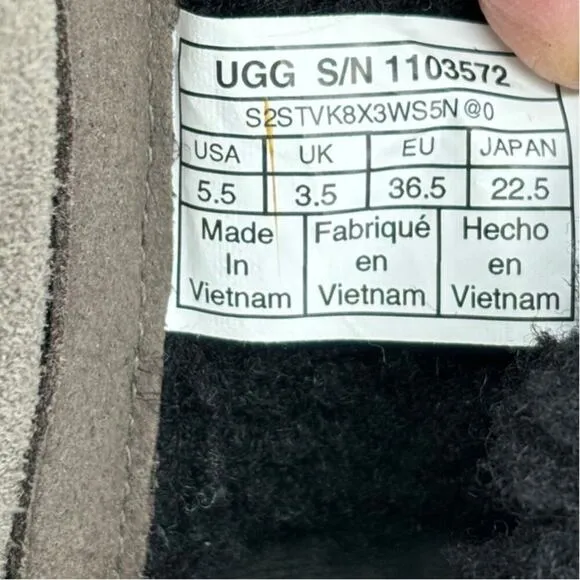 UGG S/N 1103572
S2STVK8X3WS5N@0
USA UK EU JAPAN
5.5 3.5 36.5 22.5
Made Fabriqué Hecho
In en en
Vietnam Vietnam Vietnam